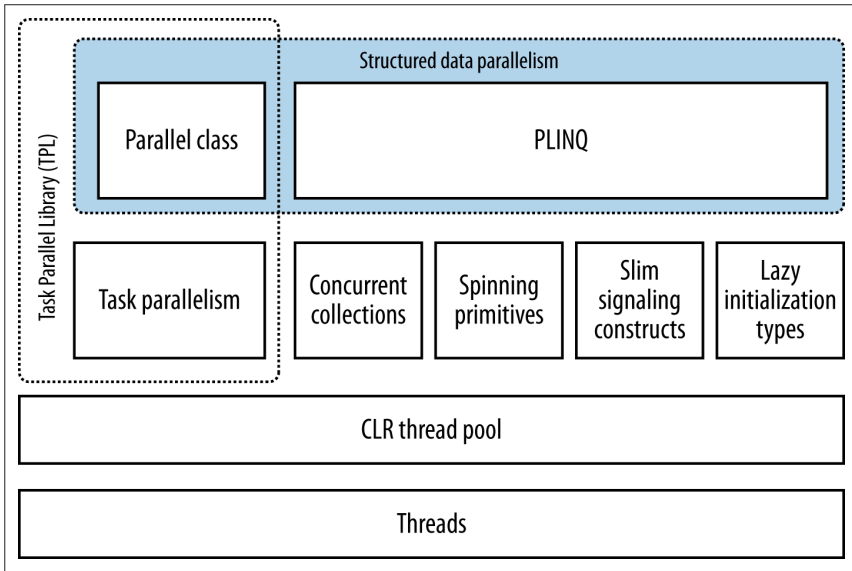 Structured data parallelism
Task Parallel Library (TPL)
Parallel class
PLINQ
Task parallelism
Concurrent
collections
Spinning
primitives
Slim
signaling
constructs
Lazy
initialization
types
CLR thread pool
Threads